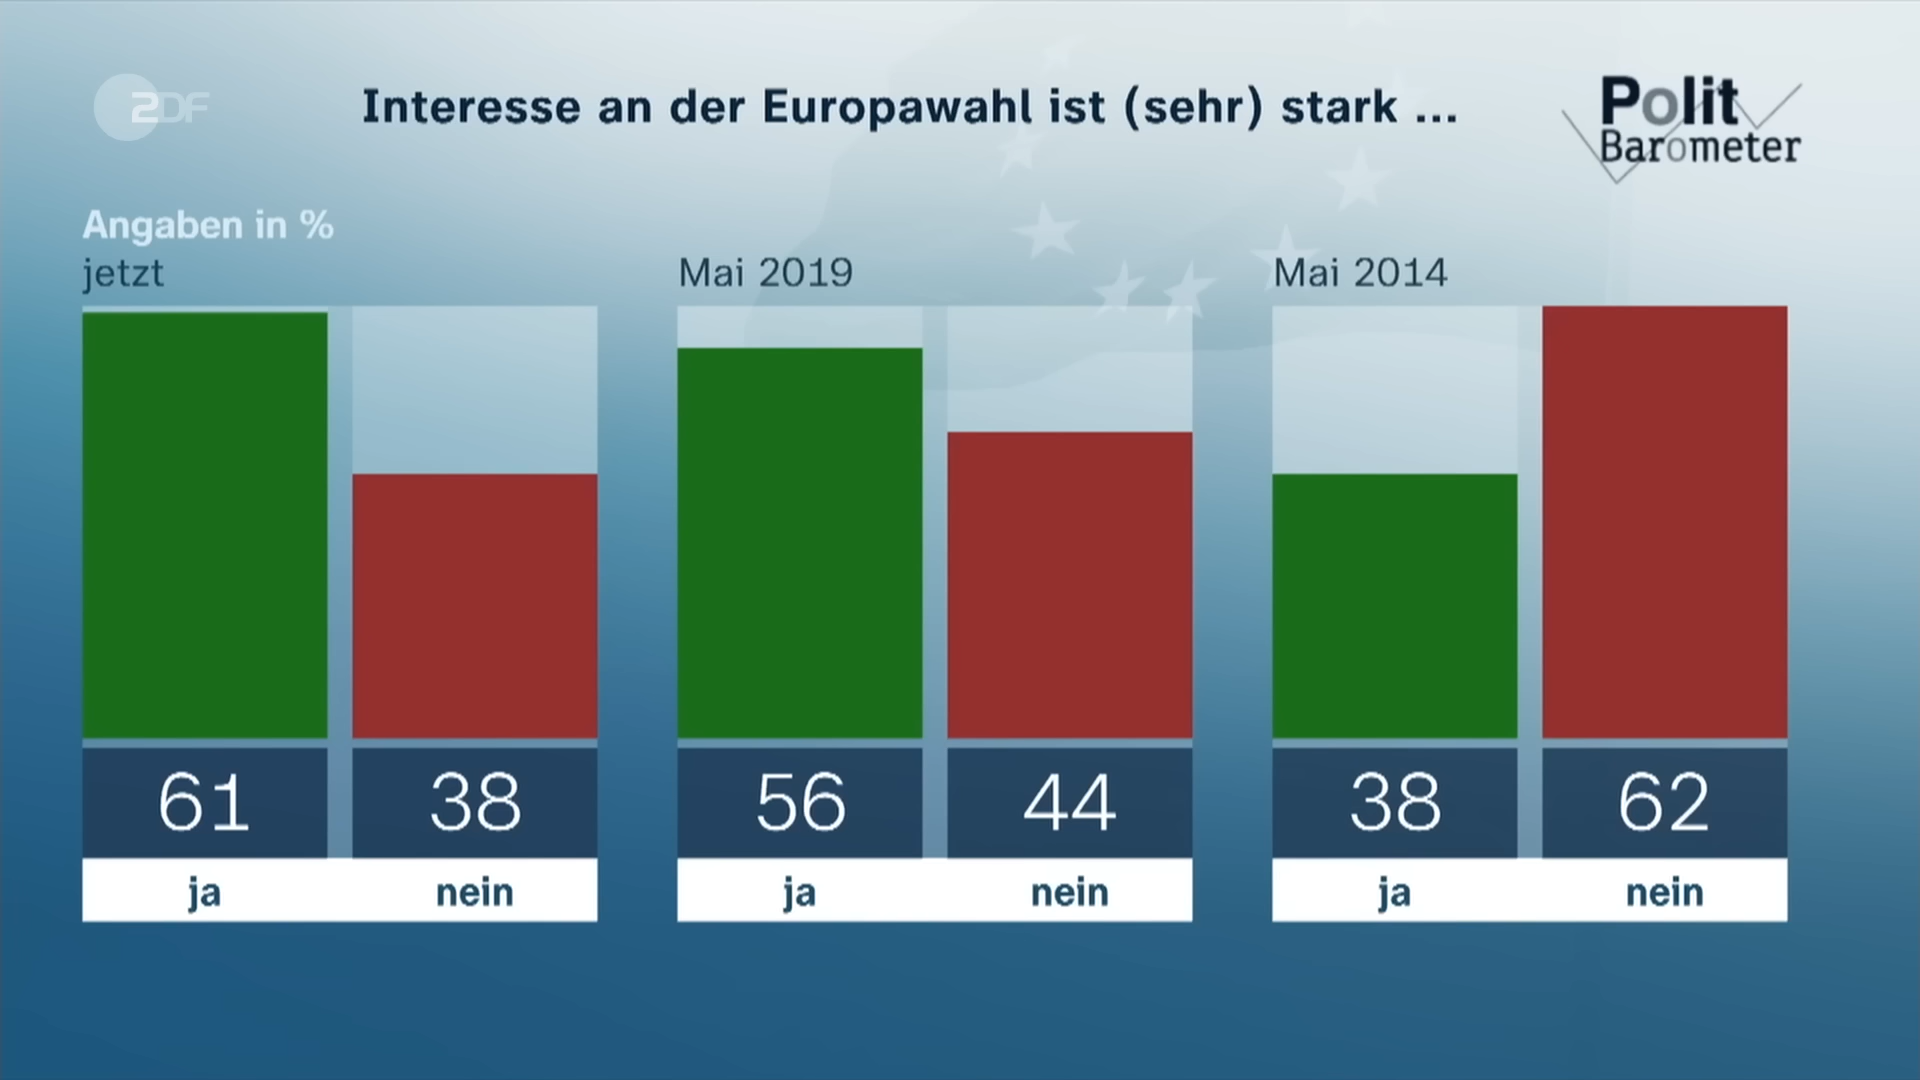 ZDF
Interesse an der Europawahl ist (sehr) stark ...
Polit
Barometer
Angaben in %
jetzt
61 38
ja nein
Mai 2019
56 44
ja nein
Mai 2014
38 62
ja nein